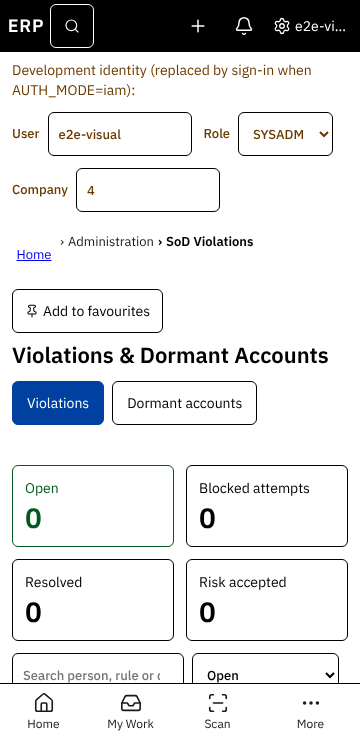 ERP
e2e-vi...
Development identity (replaced by sign-in when
AUTH_MODE=iam):
User e2e-visual Role SYSADM
Company 4
Home › Administration › SoD Violations
Add to favourites
Violations & Dormant Accounts
Violations Dormant accounts
Open Blocked attempts
0 0
Resolved Risk accepted
0 0
Search person, rule or Open
Home My Work Scan More